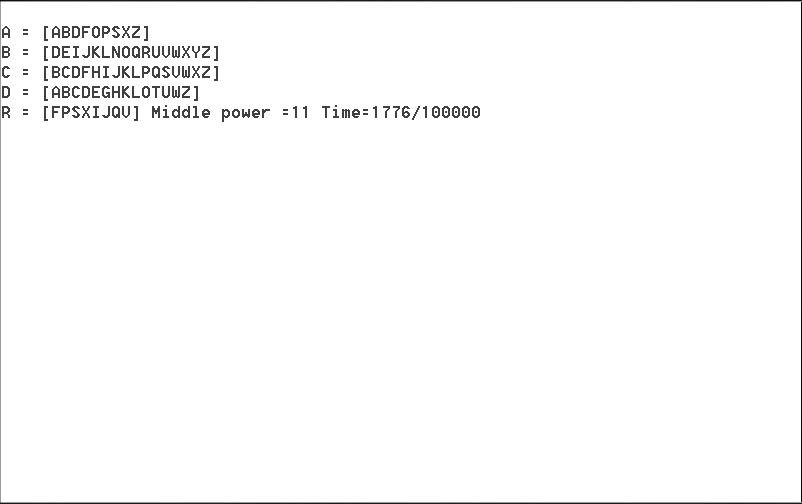 A = [ABDFOPSXZ]
B = [DEIJKLNOQRUVWXYZ]
C = [BCDFHIJKLPQSVWXZ]
D = [ABCDEGHKLOTUWZ]
R = [FPSXIJQV] Middle power =11 Time=1776/100000